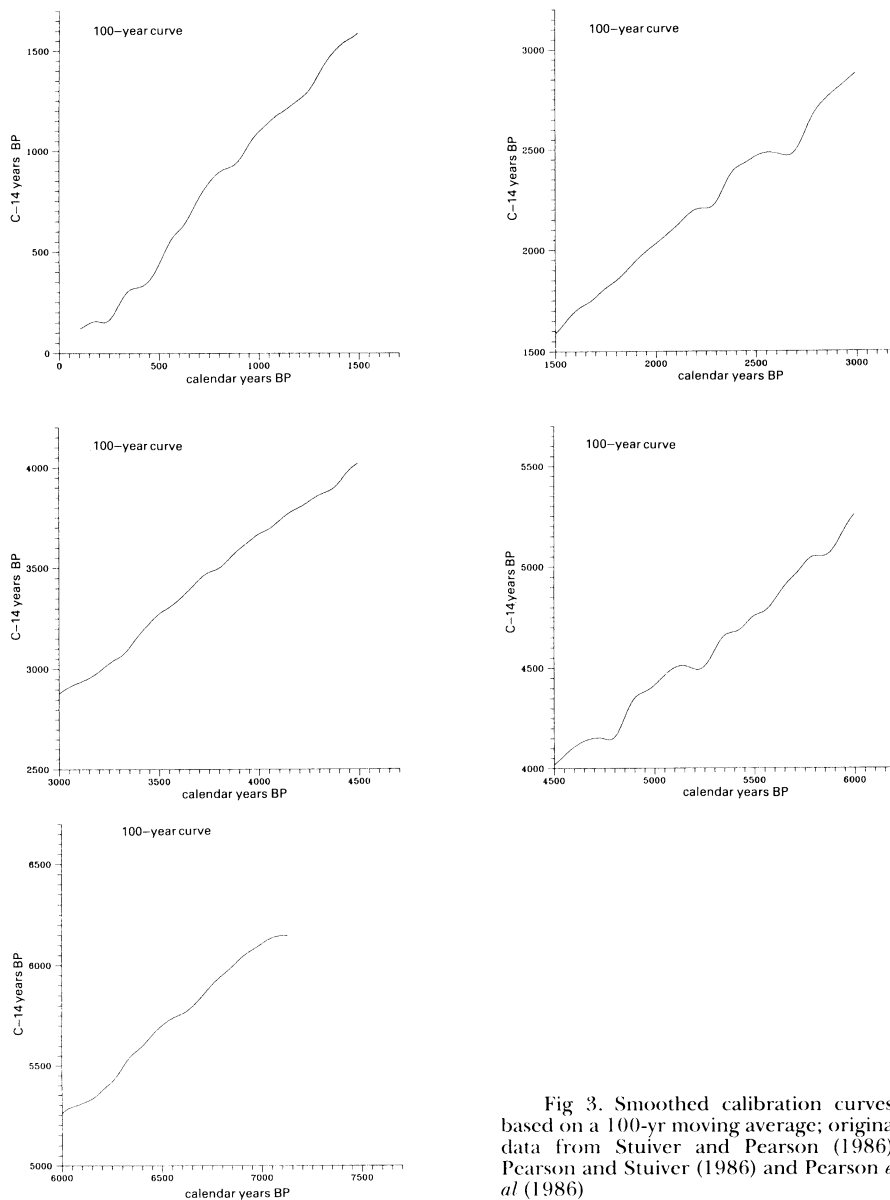 100-year curve
1500
1000
500
0
C-14 years BP
0 500 1000 1500
calendar years BP
100-year curve
3000
2500
2000
1500
C-14 years BP
1500 2000 2500 3000
calendar years BP
100-year curve
4000
3500
3000
2500
C-14 years BP
3000 3500 4000 4500
calendar years BP
100-year curve
5500
5000
4500
4000
C-14 years BP
4500 5000 5500 6000
calendar years BP
100-year curve
6500
6000
5500
5000
C-14 years BP
6000 6500 7000 7500
calendar years BP
Fig 3. Smoothed calibration curves
based on a 100-yr moving average; origina
data from Stuiver and Pearson (1986)
Pearson and Stuiver (1986) and Pearson e
al (1986)